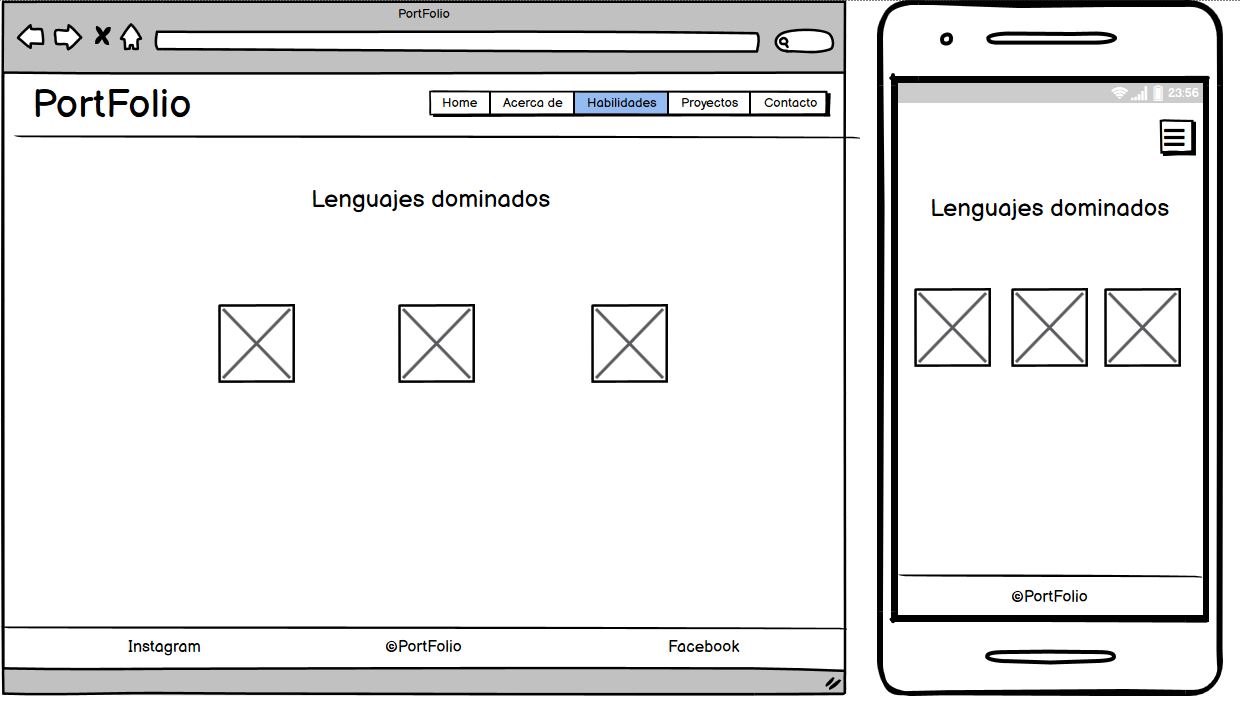 PortFolio
PortFolio
Home Acerca de Habilidades Proyectos Contacto
Lenguajes dominados
Instagram ©PortFolio Facebook
23:56
Lenguajes dominados
©PortFolio